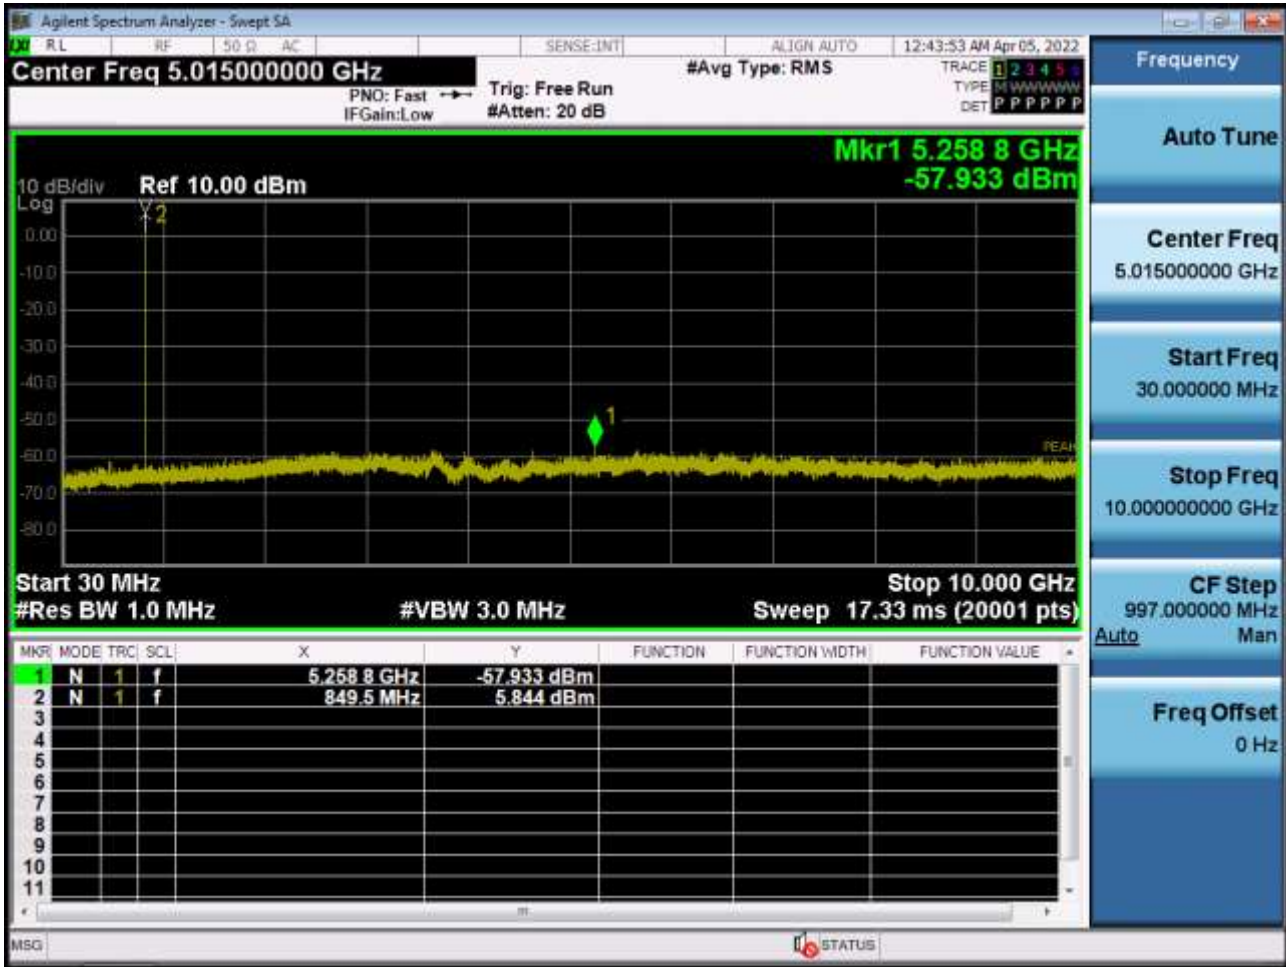 Agilent Spectrum Analyzer - Swept SA
LXI RL RF 50 Ω AC SENSE:INT ALIGN AUTO 12:43:53 AM Apr 05, 2022
Center Freq 5.015000000 GHz
#Avg Type: RMS
TRACE 1 2 3 4 5 6
PNO: Fast
Trig: Free Run
TYPE M WWWWW
IFGain:Low
#Atten: 20 dB
DET P P P P P P
Mkr1 5.258 8 GHz
-57.933 dBm
10 dB/div Ref 10.00 dBm
Log
0.00
-10.0
-20.0
-30.0
-40.0
-50.0
-60.0
-70.0
-80.0
2
1
PEAK
Start 30 MHz Stop 10.000 GHz
#Res BW 1.0 MHz #VBW 3.0 MHz Sweep 17.33 ms (20001 pts)
MKR MODE TRC SCL X Y FUNCTION FUNCTION WIDTH FUNCTION VALUE
1 N 1 f 5.258 8 GHz -57.933 dBm
2 N 1 f 849.5 MHz 5.844 dBm
3
4
5
6
7
8
9
10
11
MSG STATUS
Frequency
Auto Tune
Center Freq
5.015000000 GHz
Start Freq
30.000000 MHz
Stop Freq
10.000000000 GHz
CF Step
997.000000 MHz
Auto Man
Freq Offset
0 Hz